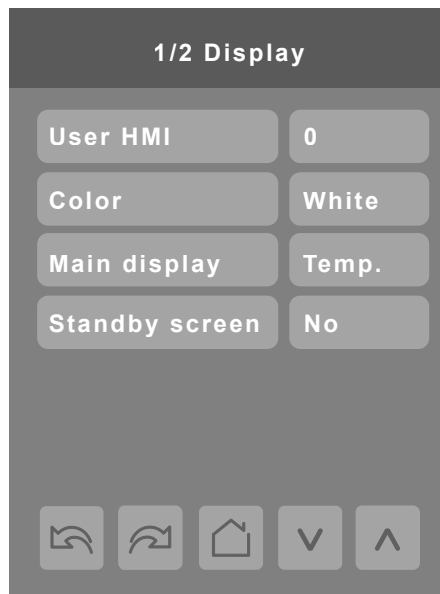 1/2 Display
User HMI 0
Color White
Main display Temp.
Standby screen No